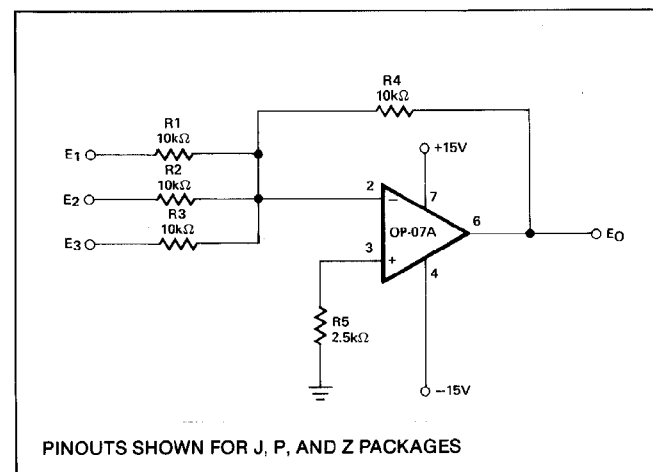 R4
10kΩ
R1
10kΩ
E1
+15V
R2
10kΩ
E2
2
−
7
R3
10kΩ
OP-07A
6
EO
E3
3
+
4
R5
2.5kΩ
−15V
PINOUTS SHOWN FOR J, P, AND Z PACKAGES